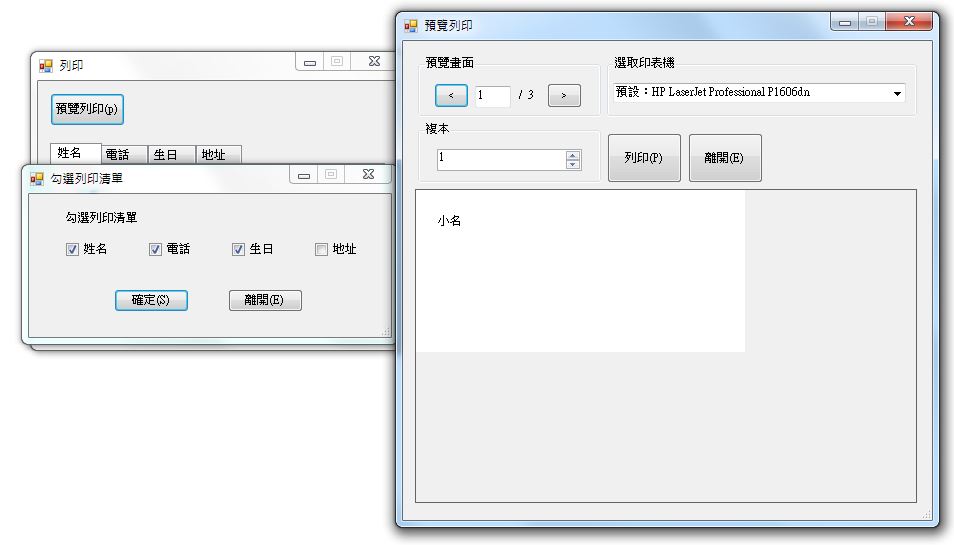 列印
預覽列印(p)
姓名 電話 生日 地址
勾選列印清單
勾選列印清單
姓名 電話 生日 地址
確定(S) 離開(E)
預覽列印
預覽畫面
< 1 / 3 >
選取印表機
預設：HP LaserJet Professional P1606dn
複本
1
列印(P) 離開(E)
小名